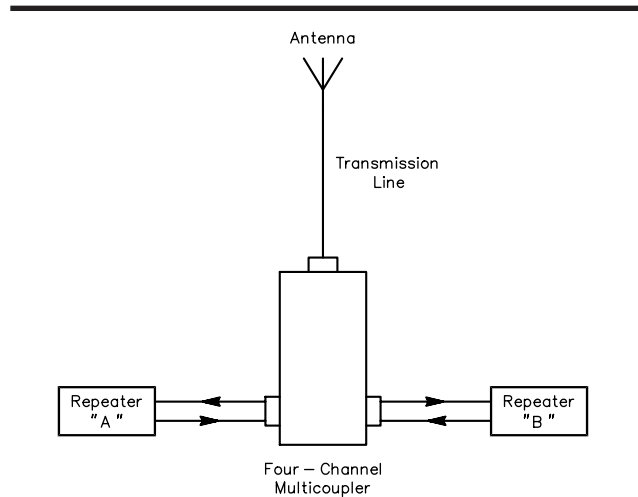 Antenna
Transmission
Line
Repeater
"A"
Repeater
"B"
Four – Channel
Multicoupler